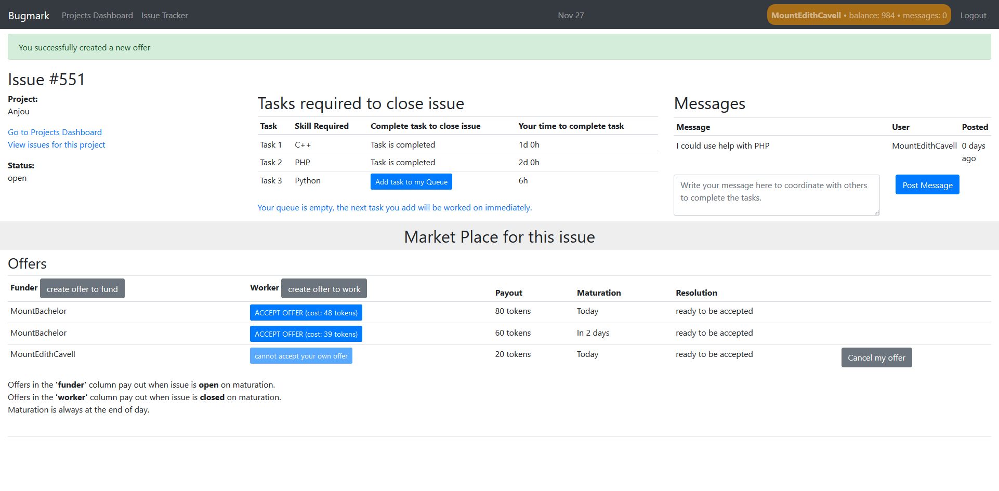 Bugmark Projects Dashboard Issue Tracker Nov 27 MountEdithCavell • balance: 984 • messages: 0 Logout
You successfully created a new offer
Issue #551
Project:
Anjou
Go to Projects Dashboard
View issues for this project
Status:
open
Tasks required to close issue
Task Skill Required Complete task to close issue Your time to complete task
Task 1 C++ Task is completed 1d 0h
Task 2 PHP Task is completed 2d 0h
Task 3 Python Add task to my Queue 6h
Your queue is empty, the next task you add will be worked on immediately.
Messages
Message User Posted
I could use help with PHP MountEdithCavell 0 days
ago
Write your message here to coordinate with others
to complete the tasks.
Post Message
Market Place for this issue
Offers
Funder create offer to fund Worker create offer to work Payout Maturation Resolution
MountBachelor ACCEPT OFFER (cost: 48 tokens) 80 tokens Today ready to be accepted
MountBachelor ACCEPT OFFER (cost: 39 tokens) 60 tokens In 2 days ready to be accepted
MountEdithCavell cannot accept your own offer 20 tokens Today ready to be accepted Cancel my offer
Offers in the 'funder' column pay out when issue is open on maturation.
Offers in the 'worker' column pay out when issue is closed on maturation.
Maturation is always at the end of day.